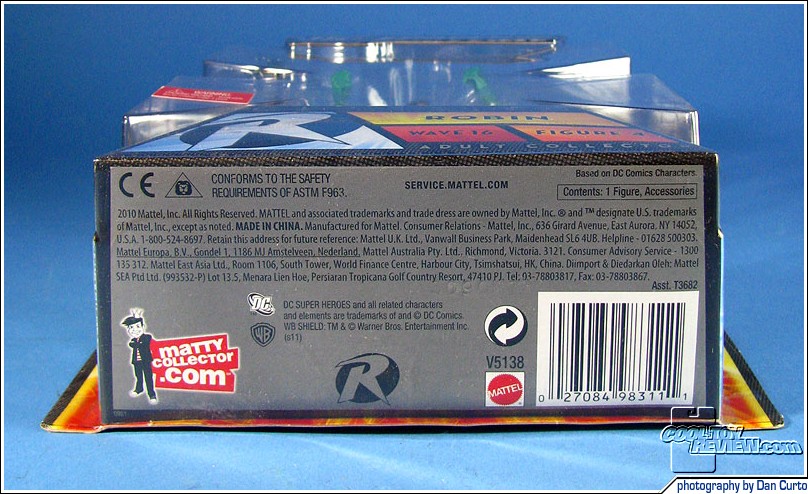 WARNING
ROBIN
WAVE 16 FIGURE 4
ADULT COLLECTO
CE
CONFORMS TO THE SAFETY
REQUIREMENTS OF ASTM F963.
SERVICE.MATTEL.COM
Based on DC Comics Characters.
Contents: 1 Figure, Accessories
2010 Mattel, Inc. All Rights Reserved. MATTEL and associated trademarks and trade dress are owned by Mattel, Inc. ® and ™ designate U.S. trademarks
of Mattel, Inc., except as noted. MADE IN CHINA. Manufactured for Mattel. Consumer Relations - Mattel, Inc., 636 Girard Avenue, East Aurora. NY 14052,
U.S.A. 1-800-524-8697. Retain this address for future reference: Mattel U.K. Ltd., Vanwall Business Park, Maidenhead SL6 4UB. Helpline - 01628 500303.
Mattel Europa, B.V., Gondel 1, 1186 MJ Amstelveen, Nederland. Mattel Australia Pty. Ltd., Richmond, Victoria. 3121. Consumer Advisory Service - 1300
135 312. Mattel East Asia Ltd., Room 1106, South Tower, World Finance Centre, Harbour City, Tsimshatsui, HK, China. Diimport & Diedarkan Oleh: Mattel
SEA Ptd Ltd. (993532-P) Lot 13.5, Menara Lien Hoe, Persiaran Tropicana Golf Country Resort, 47410 PJ. Tel: 03-78803817, Fax: 03-78803867.
Asst. T3682
DC
DC SUPER HEROES and all related characters
and elements are trademarks of and © DC Comics.
WB SHIELD: TM & © Warner Bros. Entertainment Inc.
(s11)
WB
MATTY
COLLECTOR
.com
R
V5138
MATTEL
0 27084 98311 1
COOLTOY
REVIEW.com
photography by Dan Curto